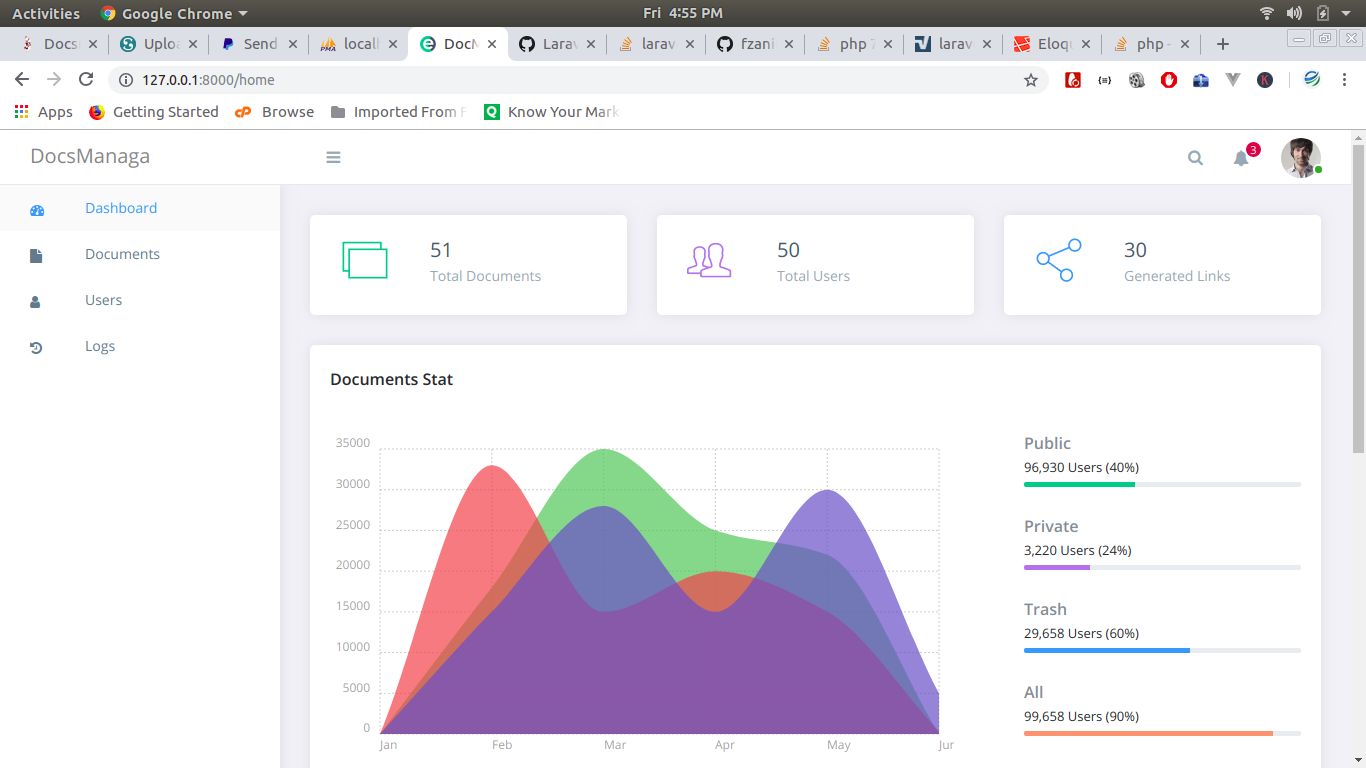 Activities Google Chrome Fri 4:55 PM
Docs Uploa Send locall DocM Larav larav fzani php 7 larav Eloqu php -
127.0.0.1:8000/home
Apps Getting Started Browse Imported From F Know Your Mark
DocsManaga 3
Dashboard
Documents
Users
Logs
51
Total Documents
50
Total Users
30
Generated Links
Documents Stat
35000
30000
25000
20000
15000
10000
5000
0
Jan Feb Mar Apr May Jun
Public
96,930 Users (40%)
Private
3,220 Users (24%)
Trash
29,658 Users (60%)
All
99,658 Users (90%)